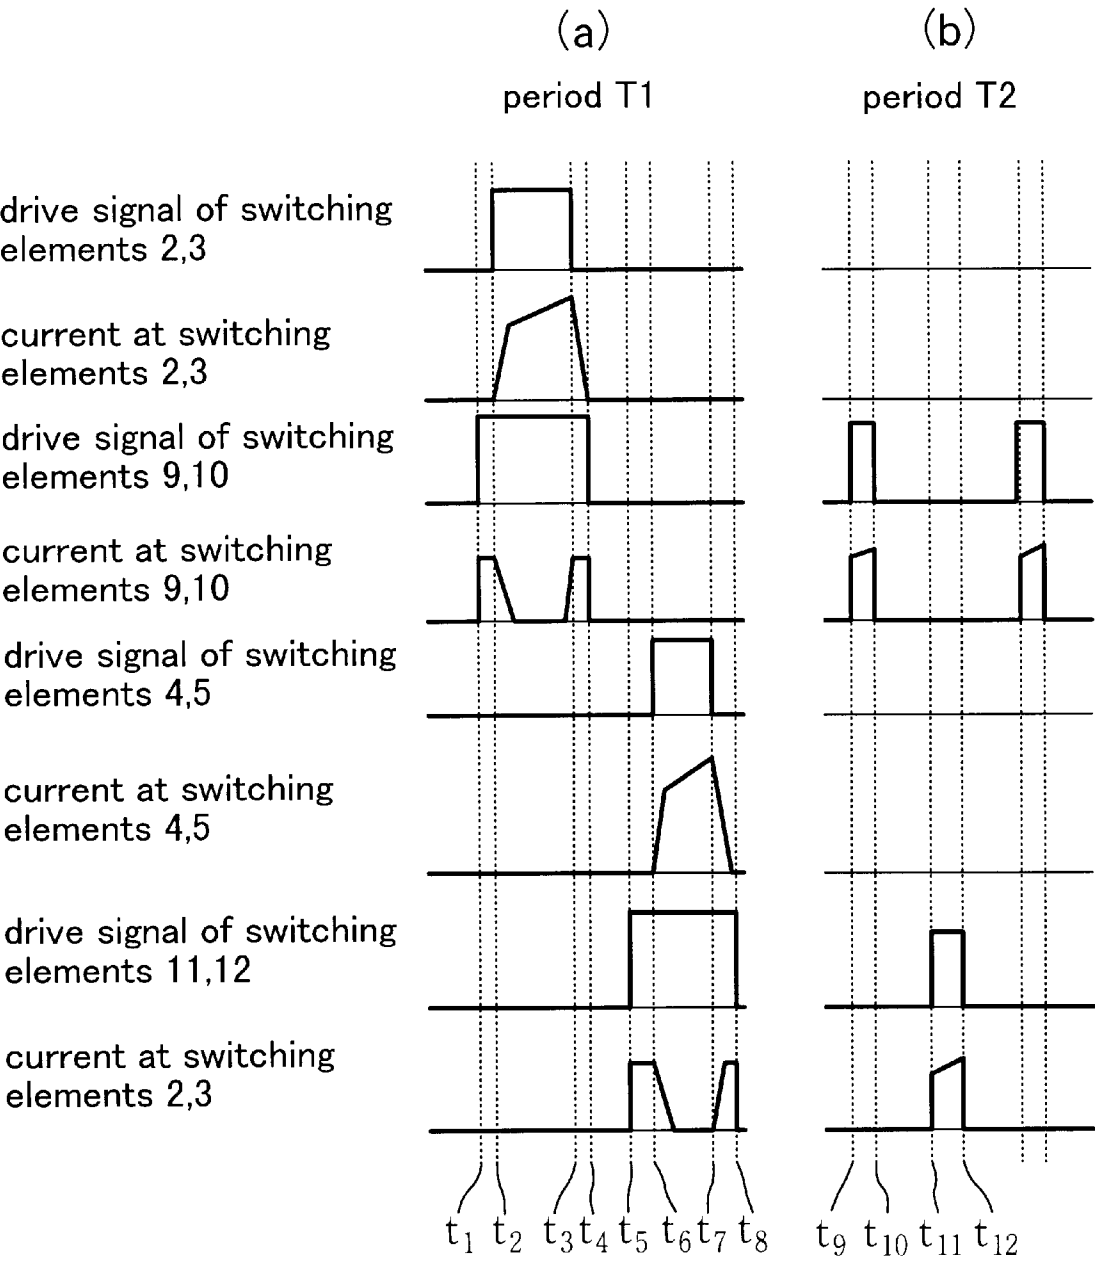 (a)
(b)
period T1
period T2
drive signal of switching
elements 2,3
current at switching
elements 2,3
drive signal of switching
elements 9,10
current at switching
elements 9,10
drive signal of switching
elements 4,5
current at switching
elements 4,5
drive signal of switching
elements 11,12
current at switching
elements 2,3
t1 t2 t3 t4 t5 t6 t7 t8 t9 t10 t11 t12